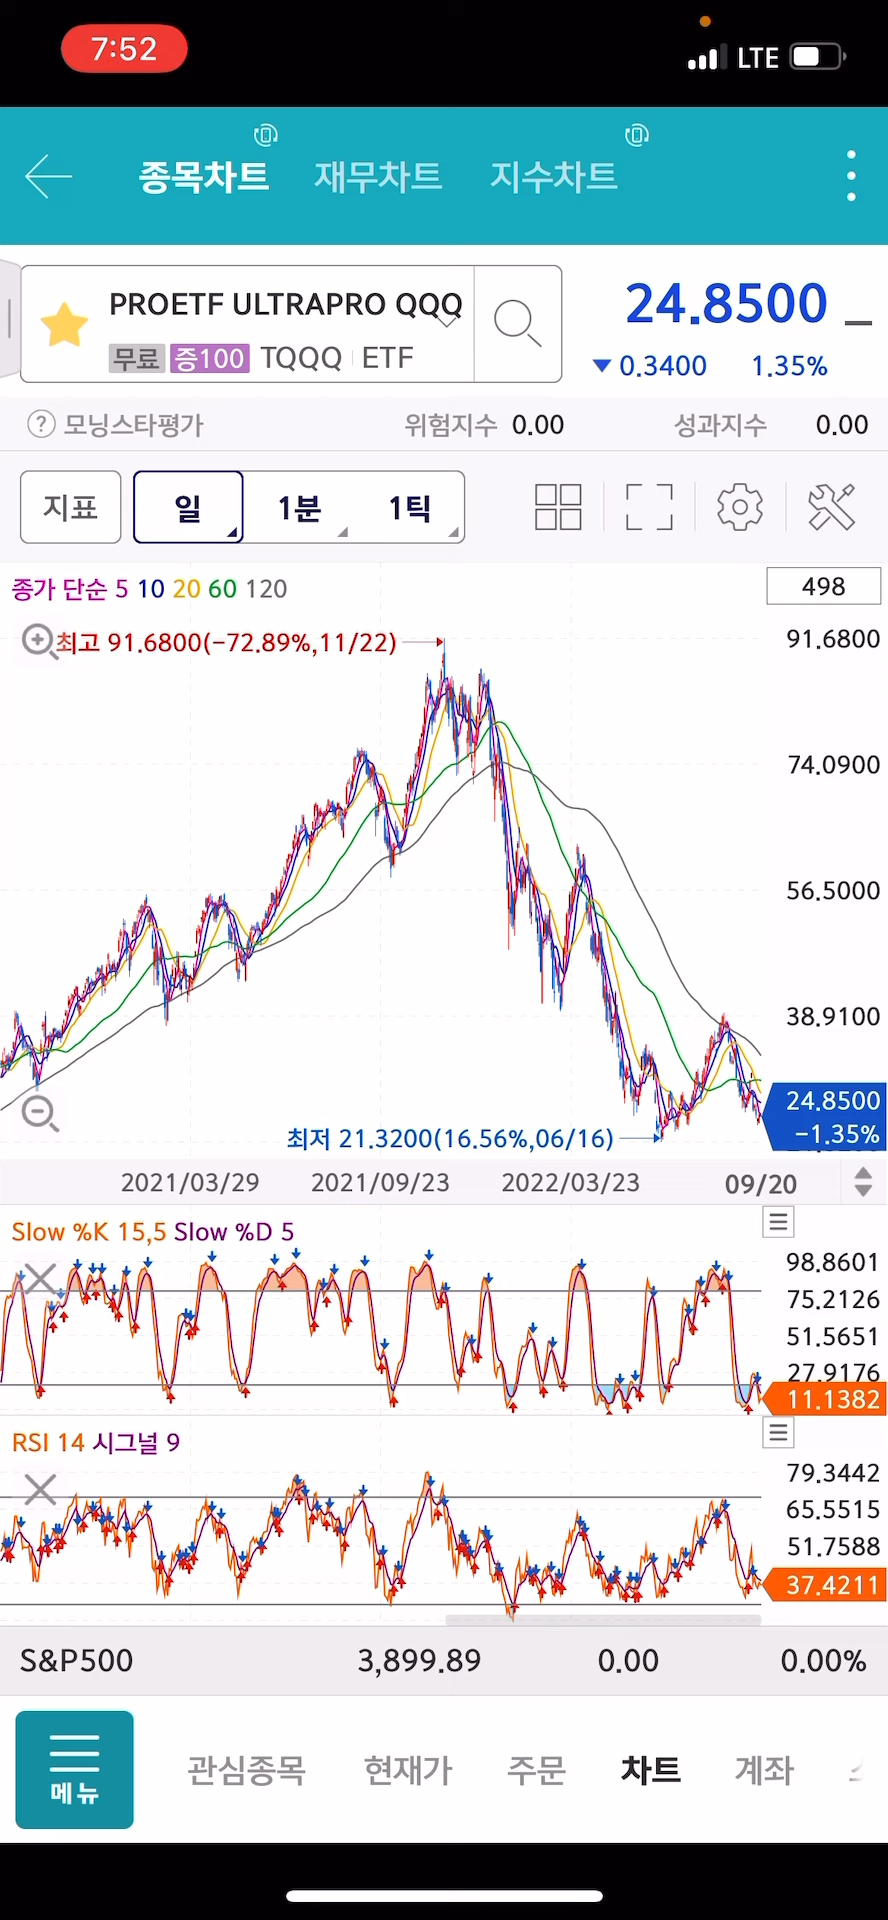 7:52
LTE
종목차트 재무차트 지수차트
PROETF ULTRAPRO QQQ
무료 증100 TQQQ ETF
24.8500
▼ 0.3400 1.35%
? 모닝스타평가 위험지수 0.00 성과지수 0.00
지표 일 1분 1틱
종가 단순 5 10 20 60 120
498
최고 91.6800(-72.89%,11/22)
91.6800
74.0900
56.5000
38.9100
24.8500
-1.35%
최저 21.3200(16.56%,06/16)
2021/03/29 2021/09/23 2022/03/23 09/20
Slow %K 15,5 Slow %D 5
98.8601
75.2126
51.5651
27.9176
11.1382
RSI 14 시그널 9
79.3442
65.5515
51.7588
37.4211
S&P500 3,899.89 0.00 0.00%
메뉴 관심종목 현재가 주문 차트 계좌